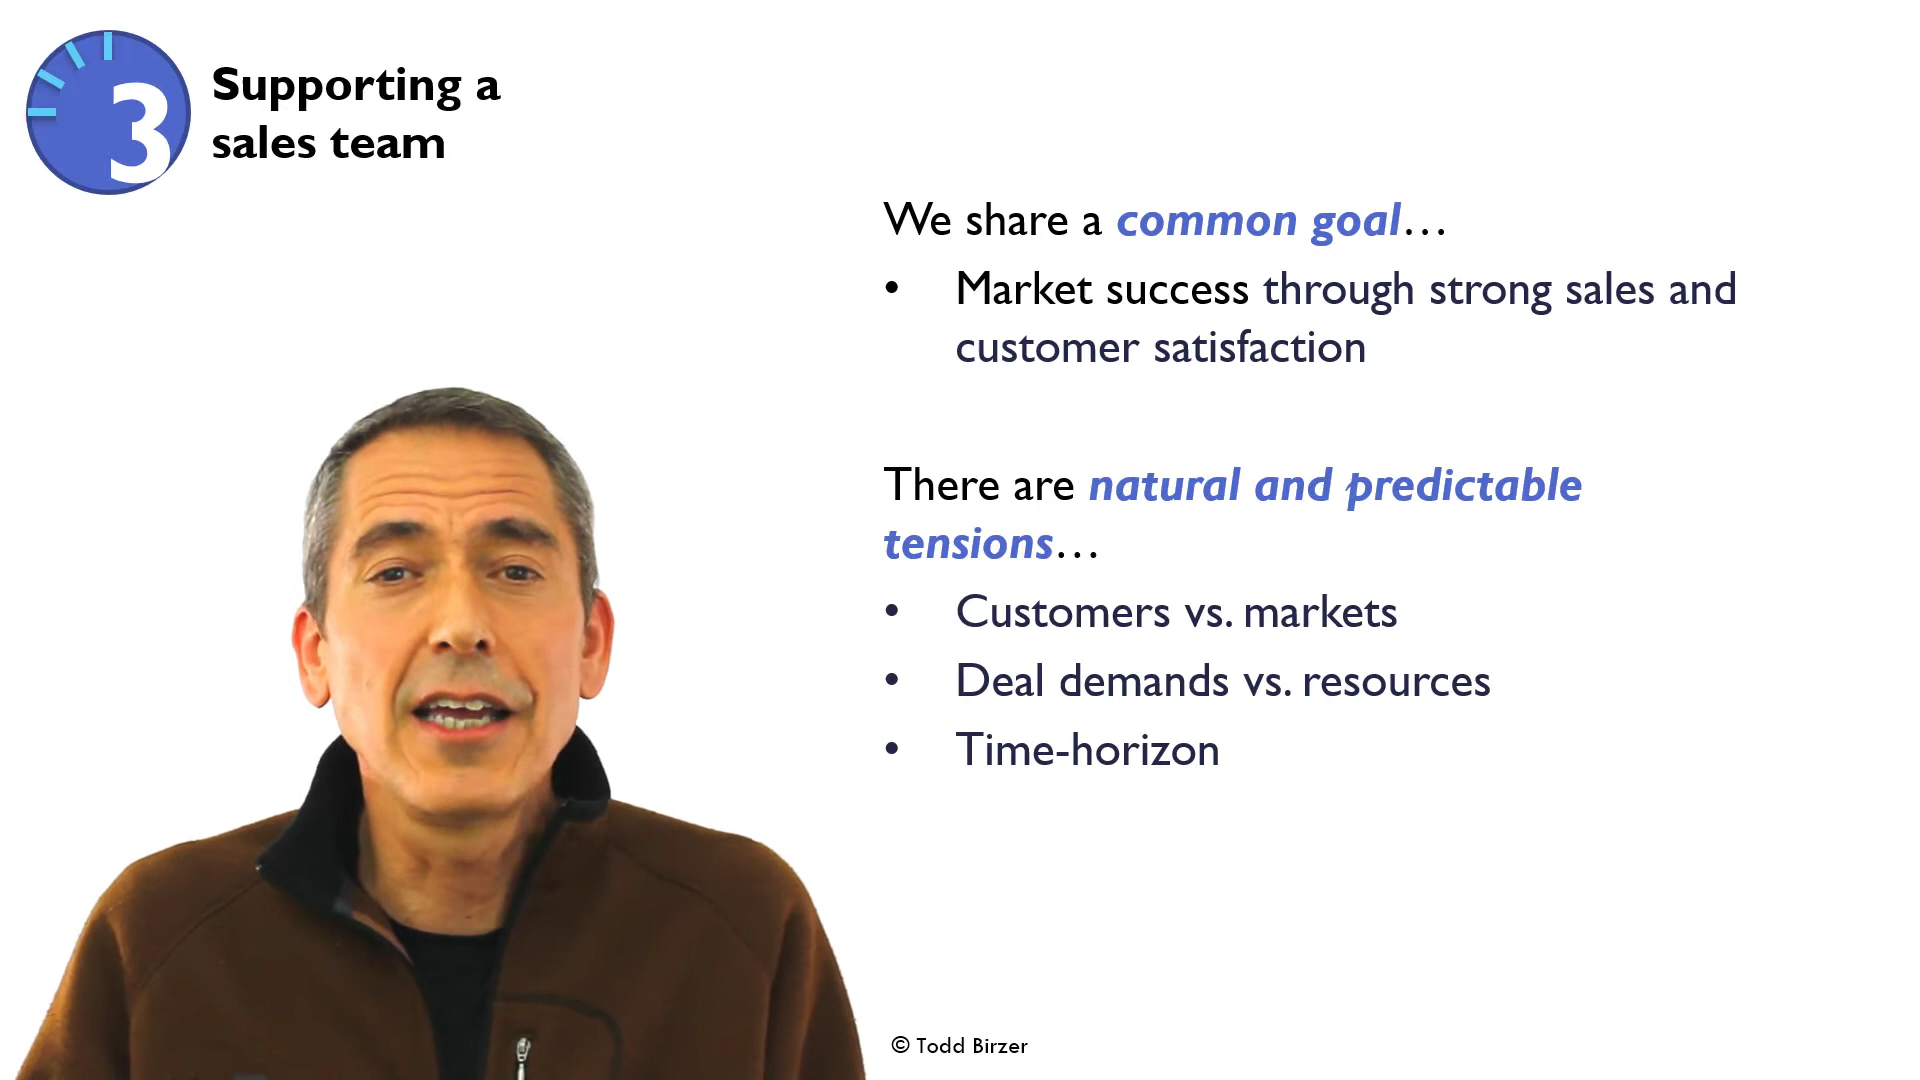 3
Supporting a
sales team
We share a common goal…
• Market success through strong sales and
customer satisfaction
There are natural and predictable
tensions…
• Customers vs. markets
• Deal demands vs. resources
• Time-horizon
© Todd Birzer